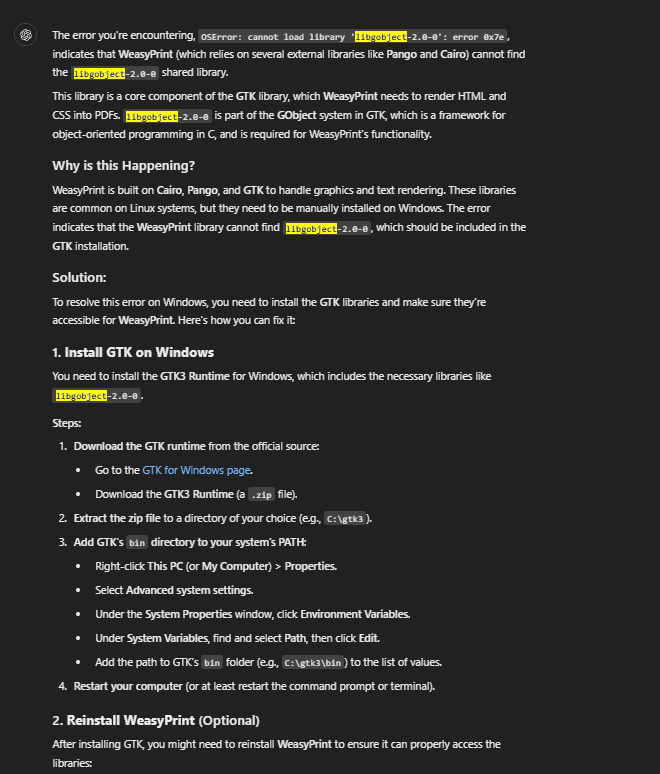 The error you're encountering, OSError: cannot load library 'libgobject-2.0-0': error 0x7e,
indicates that WeasyPrint (which relies on several external libraries like Pango and Cairo) cannot find
the libgobject-2.0-0 shared library.
This library is a core component of the GTK library, which WeasyPrint needs to render HTML and
CSS into PDFs. libgobject-2.0-0 is part of the GObject system in GTK, which is a framework for
object-oriented programming in C, and is required for WeasyPrint's functionality.
Why is this Happening?
WeasyPrint is built on Cairo, Pango, and GTK to handle graphics and text rendering. These libraries
are common on Linux systems, but they need to be manually installed on Windows. The error
indicates that the WeasyPrint library cannot find libgobject-2.0-0, which should be included in the
GTK installation.
Solution:
To resolve this error on Windows, you need to install the GTK libraries and make sure they're
accessible for WeasyPrint. Here's how you can fix it:
1. Install GTK on Windows
You need to install the GTK3 Runtime for Windows, which includes the necessary libraries like
libgobject-2.0-0.
Steps:
1. Download the GTK runtime from the official source:
• Go to the GTK for Windows page.
• Download the GTK3 Runtime (a .zip file).
2. Extract the zip file to a directory of your choice (e.g., C:\gtk3).
3. Add GTK's bin directory to your system's PATH:
• Right-click This PC (or My Computer) > Properties.
• Select Advanced system settings.
• Under the System Properties window, click Environment Variables.
• Under System Variables, find and select Path, then click Edit.
• Add the path to GTK's bin folder (e.g., C:\gtk3\bin) to the list of values.
4. Restart your computer (or at least restart the command prompt or terminal).
2. Reinstall WeasyPrint (Optional)
After installing GTK, you might need to reinstall WeasyPrint to ensure it can properly access the
libraries: